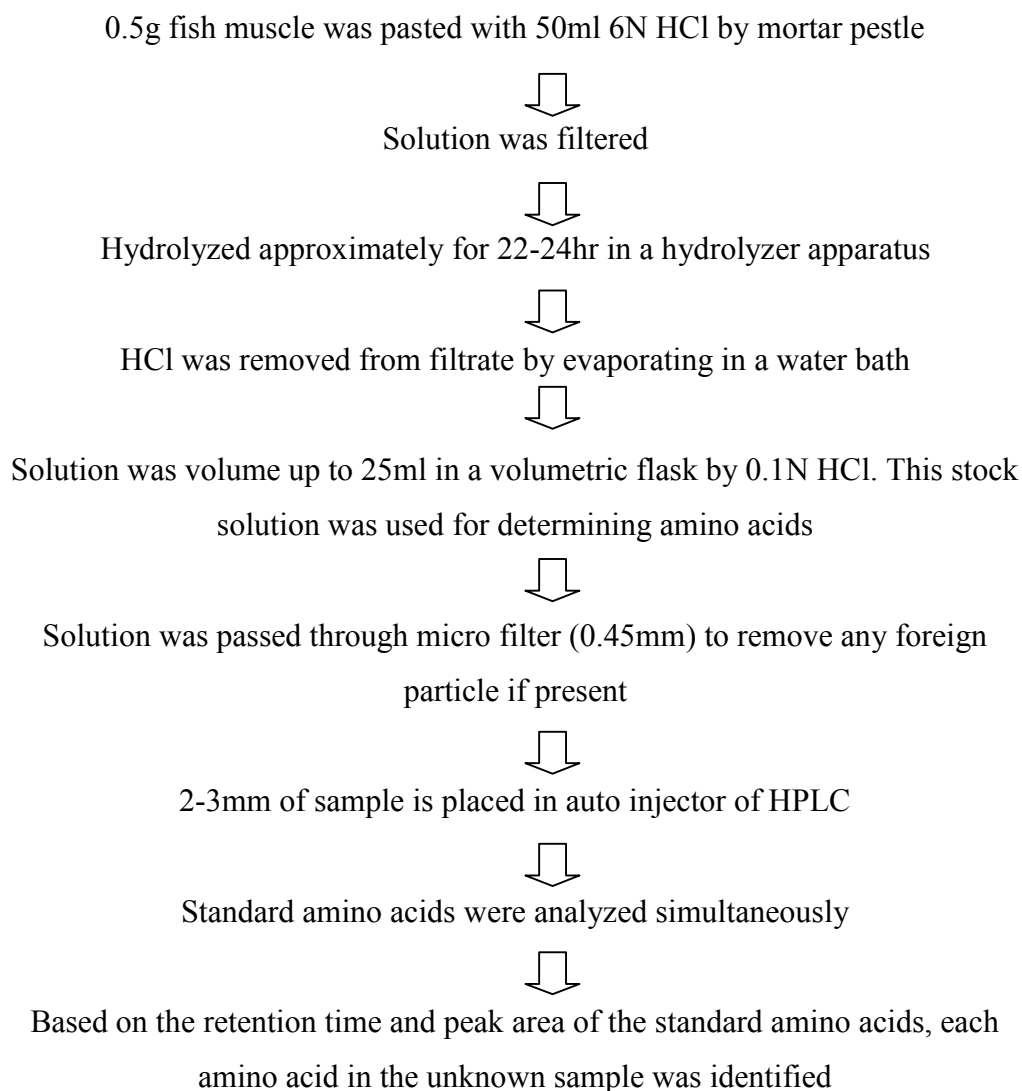 0.5g fish muscle was pasted with 50ml 6N HCl by mortar pestle
Solution was filtered
Hydrolyzed approximately for 22-24hr in a hydrolyzer apparatus
HCl was removed from filtrate by evaporating in a water bath
Solution was volume up to 25ml in a volumetric flask by 0.1N HCl. This stock
solution was used for determining amino acids
Solution was passed through micro filter (0.45mm) to remove any foreign
particle if present
2-3mm of sample is placed in auto injector of HPLC
Standard amino acids were analyzed simultaneously
Based on the retention time and peak area of the standard amino acids, each
amino acid in the unknown sample was identified